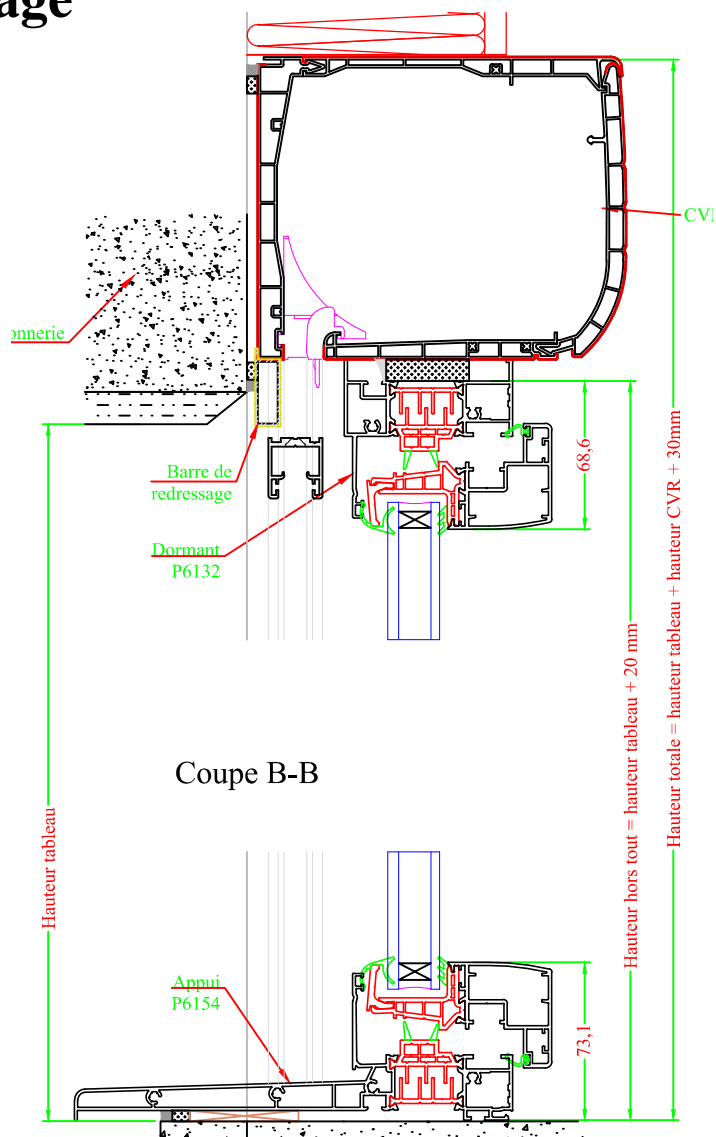 age
CVR
onnerie
Barre de
redressage
Dormant
P6132
68,6
Hauteur hors tout = hauteur tableau + 20 mm
Hauteur totale = hauteur tableau + hauteur CVR + 30mm
Coupe B-B
Hauteur tableau
Appui
P6154
73,1